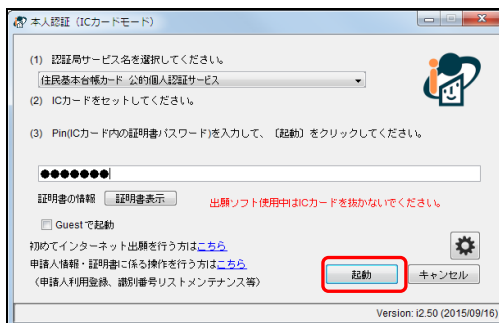 本人認証（ICカードモード）
(1) 認証局サービス名を選択してください。
住民基本台帳カード 公的個人認証サービス
(2) ICカードをセットしてください。
(3) Pin(ICカード内の証明書パスワード)を入力して、〔起動〕をクリックしてください。
●●●●●●●
証明書の情報 証明書表示 出願ソフト使用中はICカードを抜かないでください。
Guestで起動
初めてインターネット出願を行う方はこちら
申請人情報・証明書に係る操作を行う方はこちら
（申請人利用登録、識別番号リストメンテナンス等）
起動 キャンセル
Version: i2.50 (2015/09/16)